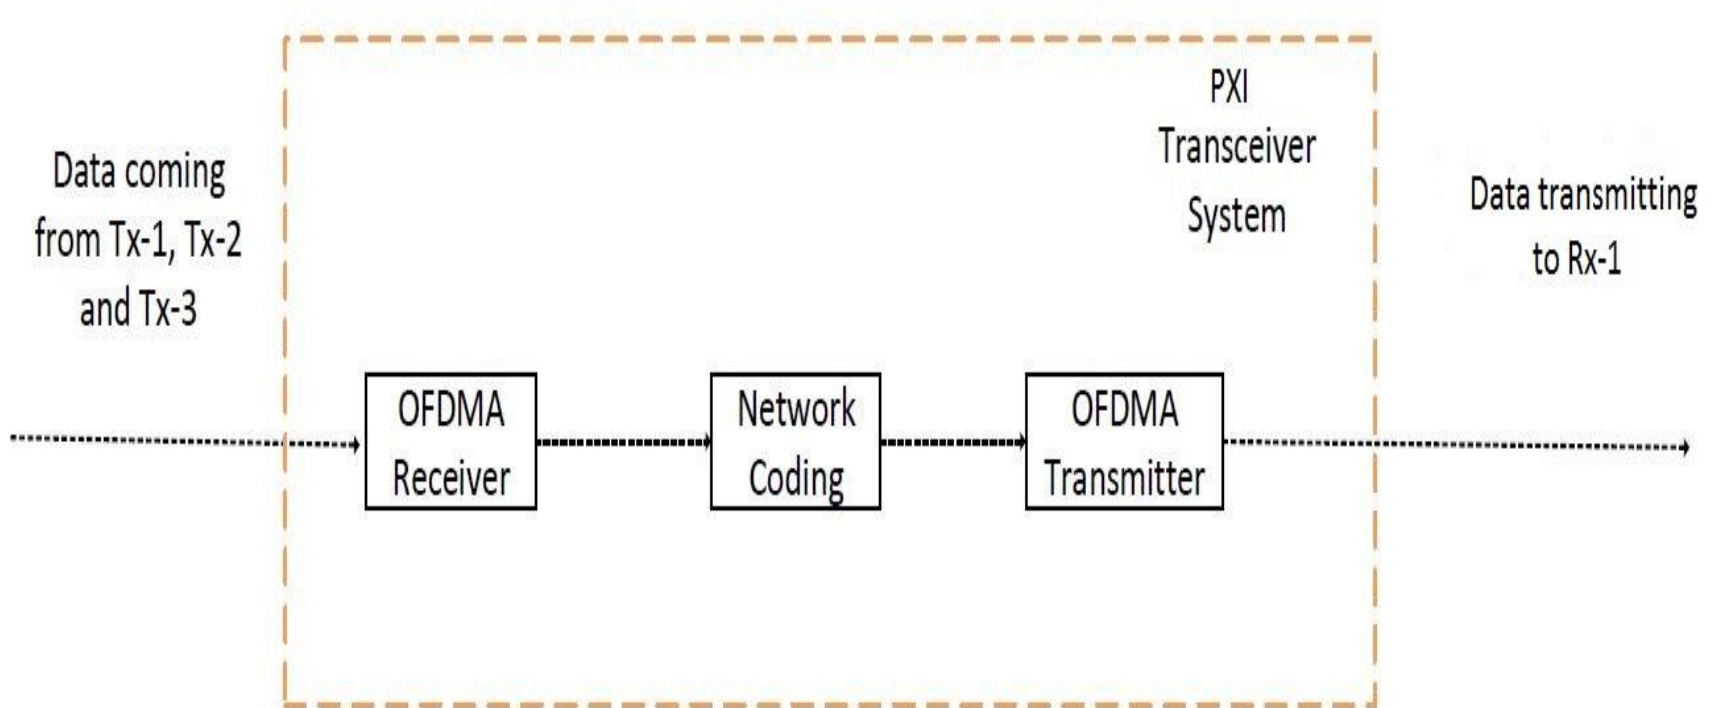 PXI
Transceiver
System
Data coming
from Tx-1, Tx-2
and Tx-3
Data transmitting
to Rx-1
OFDMA
Receiver
Network
Coding
OFDMA
Transmitter